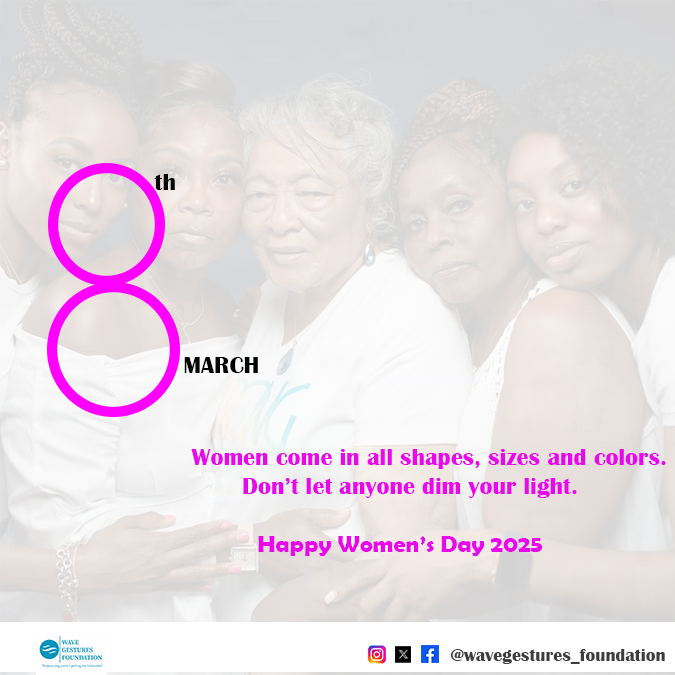 8th
MARCH
Women come in all shapes, sizes and colors.
Don’t let anyone dim your light.
Happy Women’s Day 2025
WAVE
GESTURES
FOUNDATION
@wavegestures_foundation